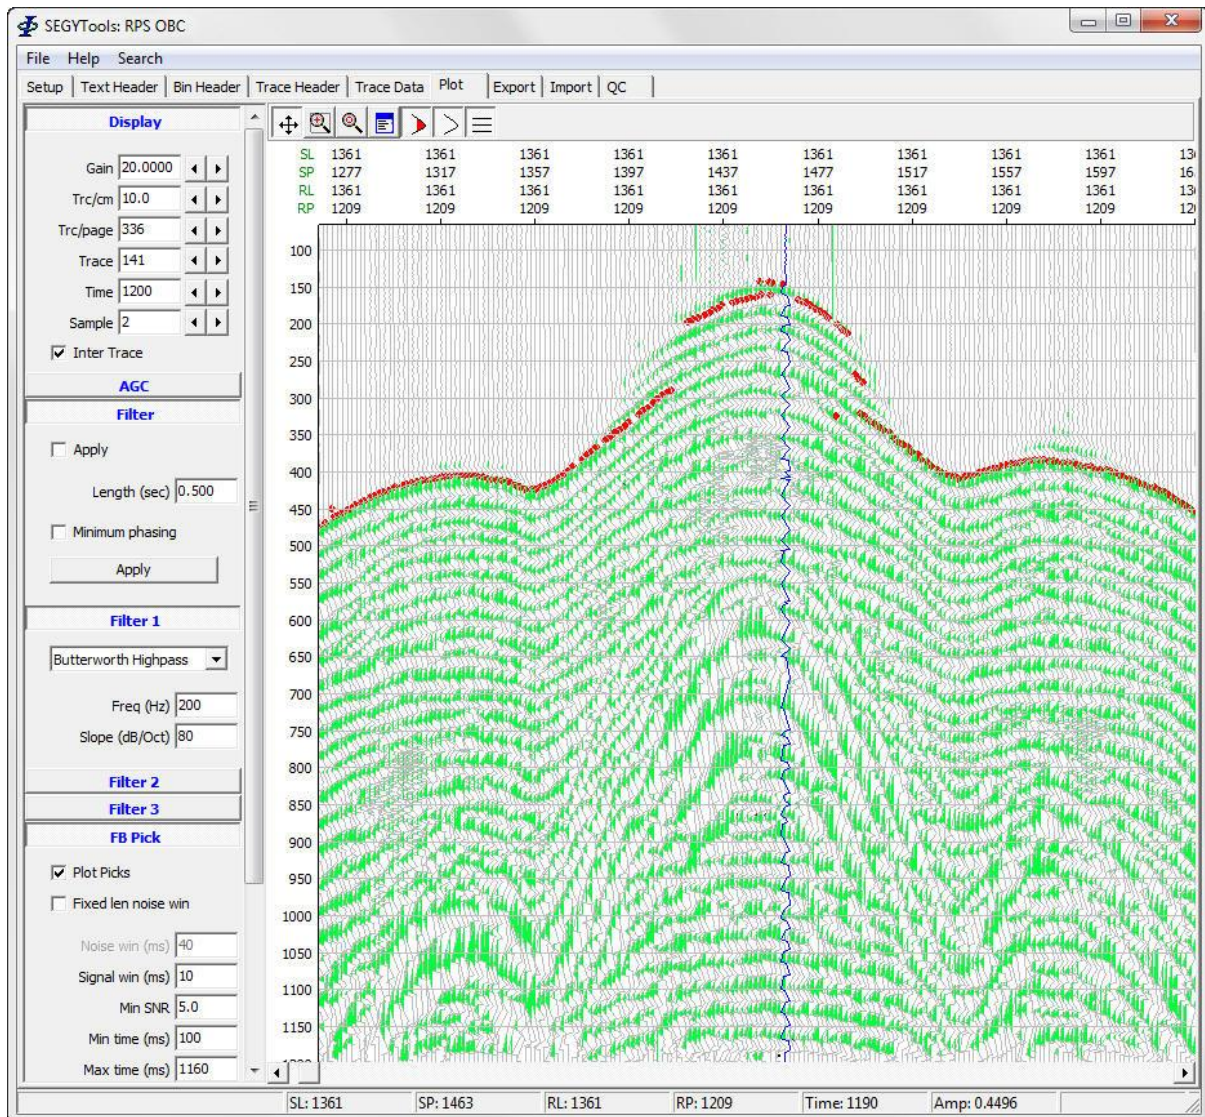 SEGYTools: RPS OBC
File Help Search
Setup Text Header Bin Header Trace Header Trace Data Plot Export Import QC
Display
Gain 20.0000
Trc/cm 10.0
Trc/page 336
Trace 141
Time 1200
Sample 2
Inter Trace
AGC
Filter
Apply
Length (sec) 0.500
Minimum phasing
Apply
Filter 1
Butterworth Highpass
Freq (Hz) 200
Slope (dB/Oct) 80
Filter 2
Filter 3
FB Pick
Plot Picks
Fixed len noise win
Noise win (ms) 40
Signal win (ms) 10
Min SNR 5.0
Min time (ms) 100
Max time (ms) 1160
SL 1361 1361 1361 1361 1361 1361 1361 1361 1361
SP 1277 1317 1357 1397 1437 1477 1517 1557 1597
RL 1361 1361 1361 1361 1361 1361 1361 1361 1361
RP 1209 1209 1209 1209 1209 1209 1209 1209 1209
100
150
200
250
300
350
400
450
500
550
600
650
700
750
800
850
900
950
1000
1050
1100
1150
SL: 1361 SP: 1463 RL: 1361 RP: 1209 Time: 1190 Amp: 0.4496